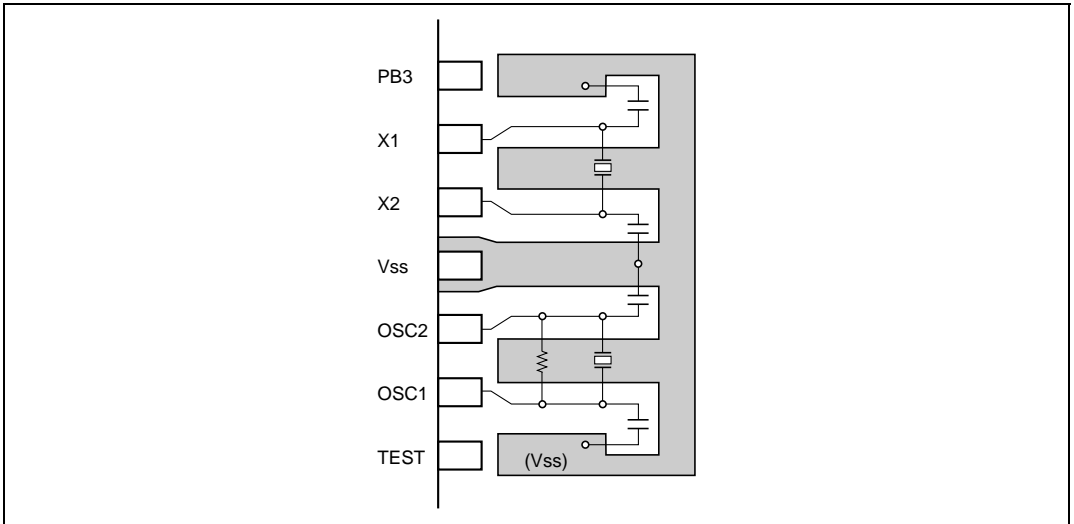 PB3
X1
X2
Vss
OSC2
OSC1
TEST
(Vss)